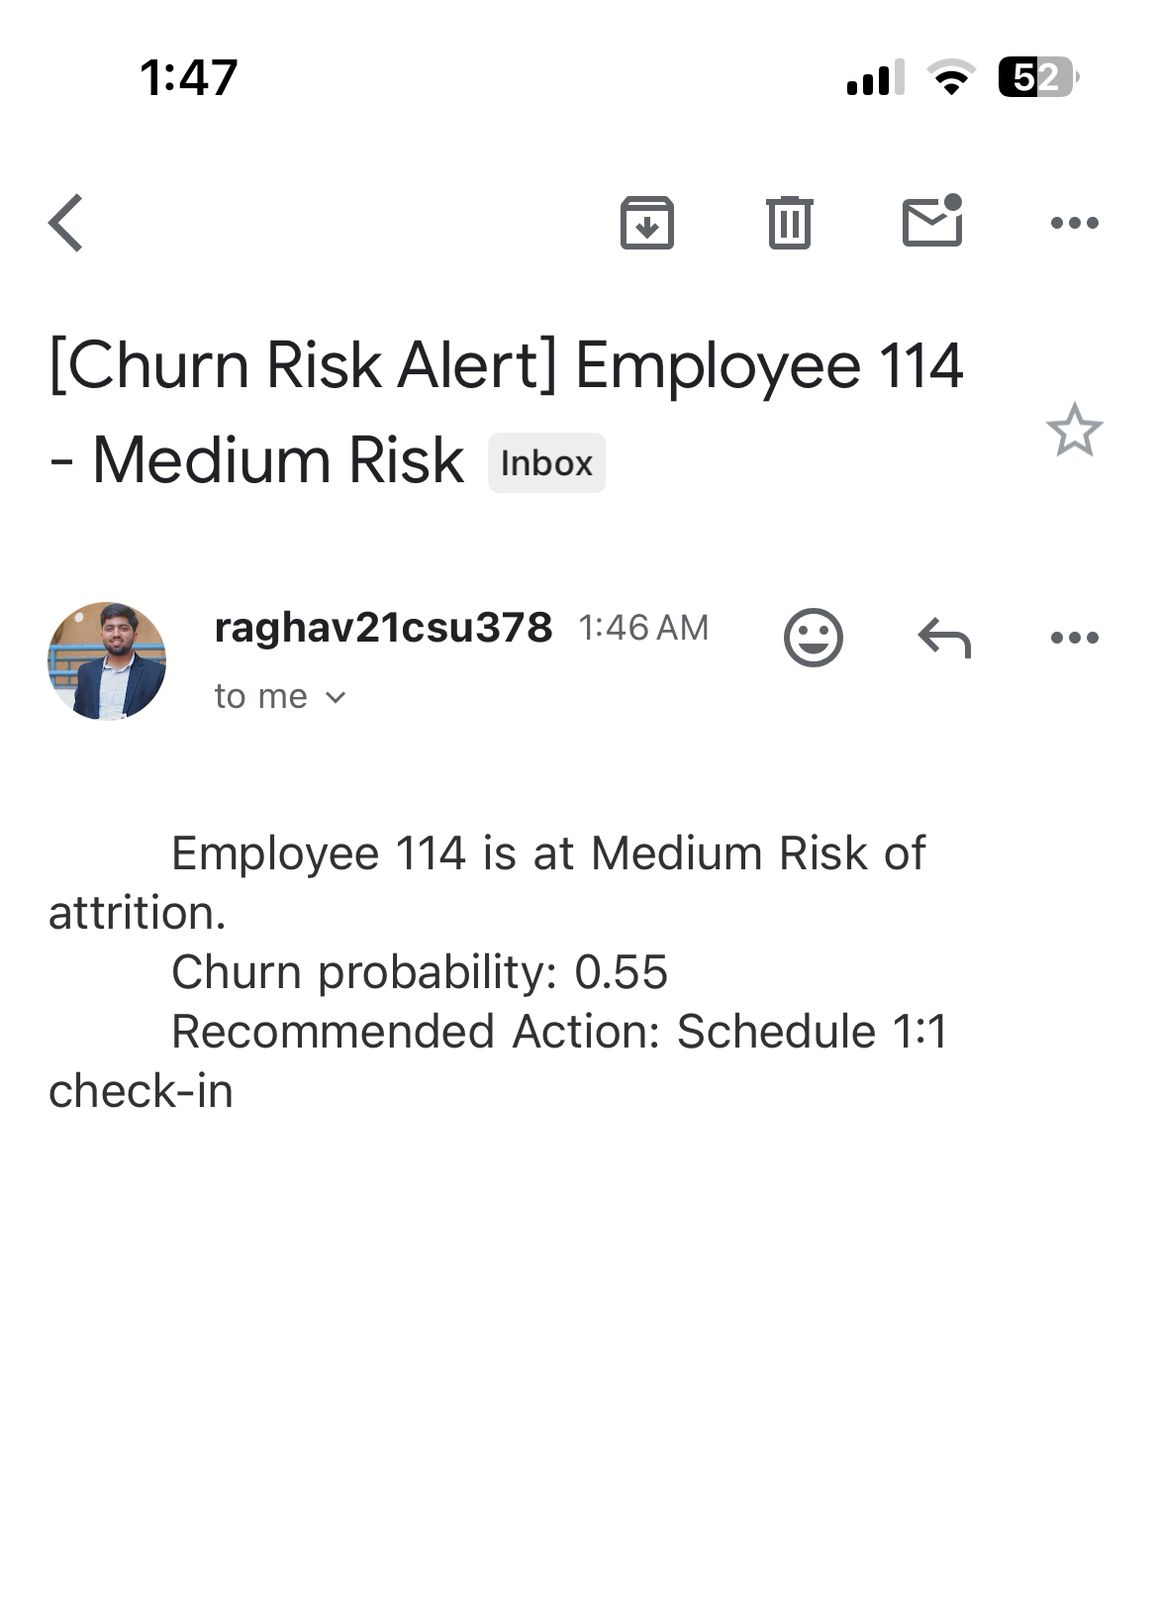 1:47
52
[Churn Risk Alert] Employee 114
- Medium Risk Inbox
raghav21csu378 1:46 AM
to me
Employee 114 is at Medium Risk of
attrition.
Churn probability: 0.55
Recommended Action: Schedule 1:1
check-in